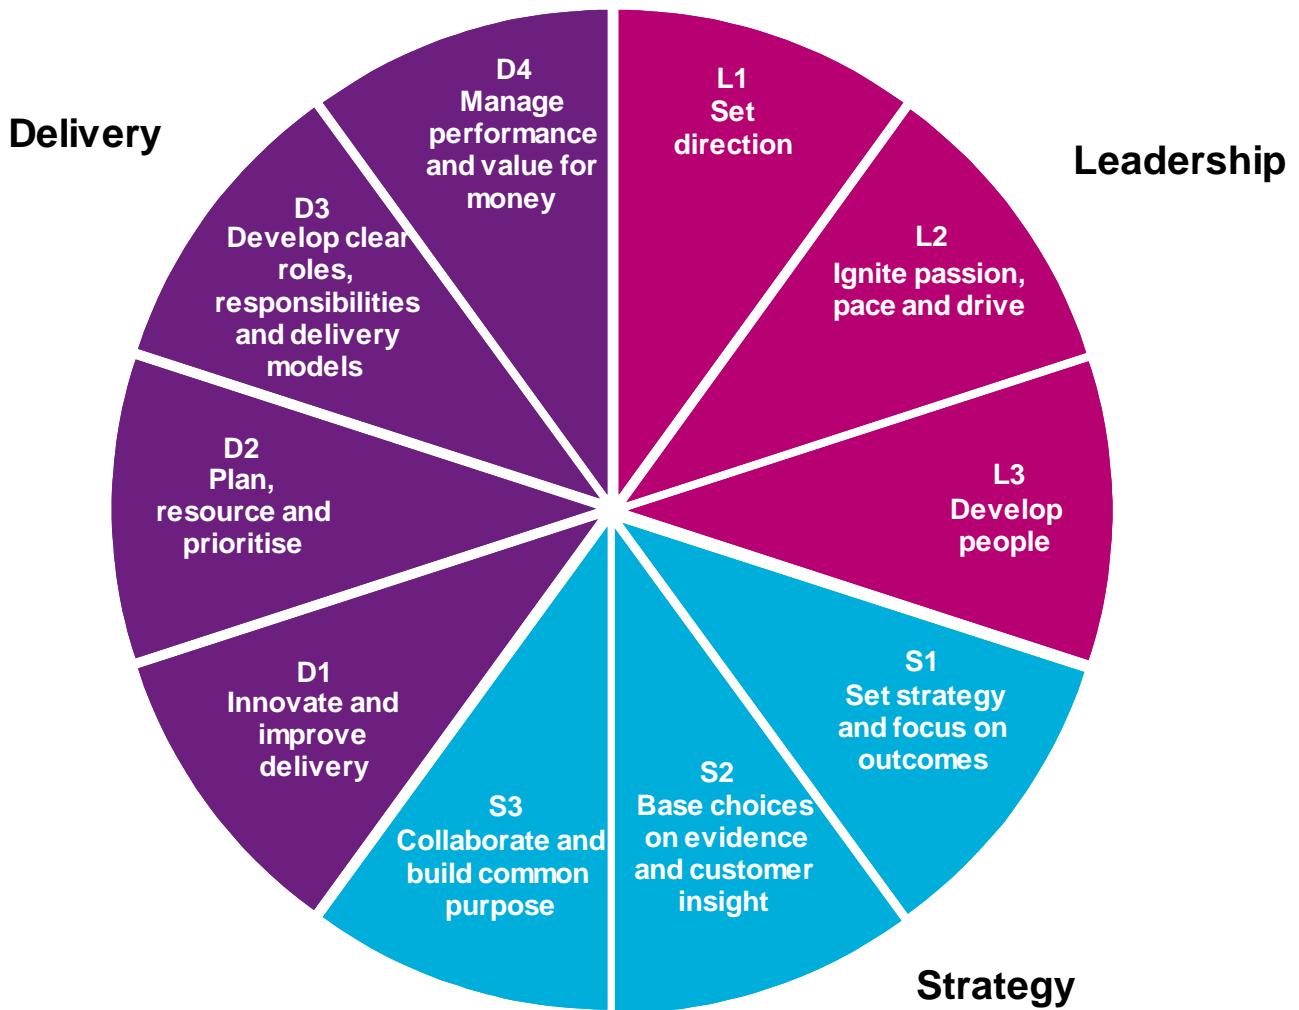 Delivery
D4
Manage
performance
and value for
money
L1
Set
direction
Leadership
D3
Develop clear
roles,
responsibilities
and delivery
models
L2
Ignite passion,
pace and drive
D2
Plan,
resource and
prioritise
L3
Develop
people
D1
Innovate and
improve
delivery
S1
Set strategy
and focus on
outcomes
S3
Collaborate and
build common
purpose
S2
Base choices
on evidence
and customer
insight
Strategy